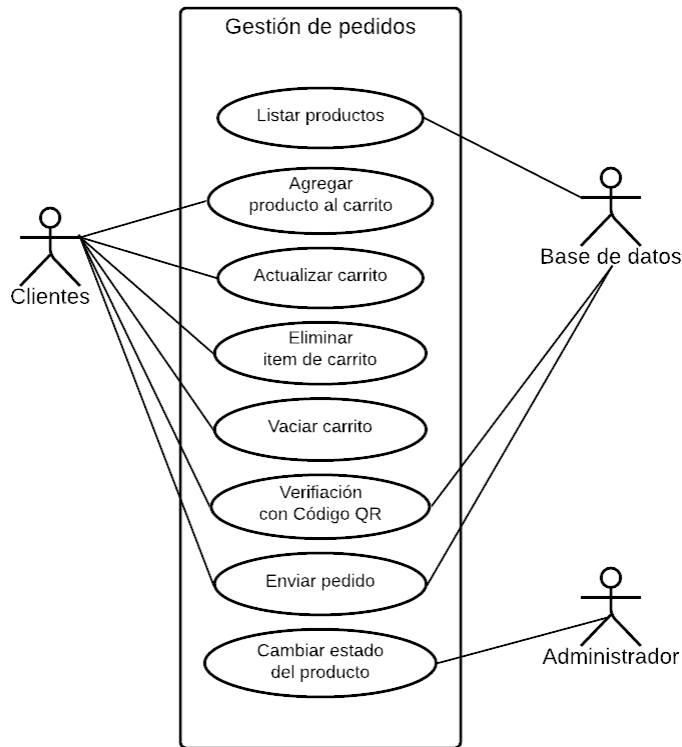 Gestión de pedidos
Listar productos
Agregar
producto al carrito
Actualizar carrito
Eliminar
item de carrito
Vaciar carrito
Verifiación
con Código QR
Enviar pedido
Cambiar estado
del producto
Clientes
Base de datos
Administrador